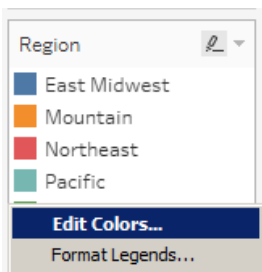 Region
East Midwest
Mountain
Northeast
Pacific
Edit Colors...
Format Legends...